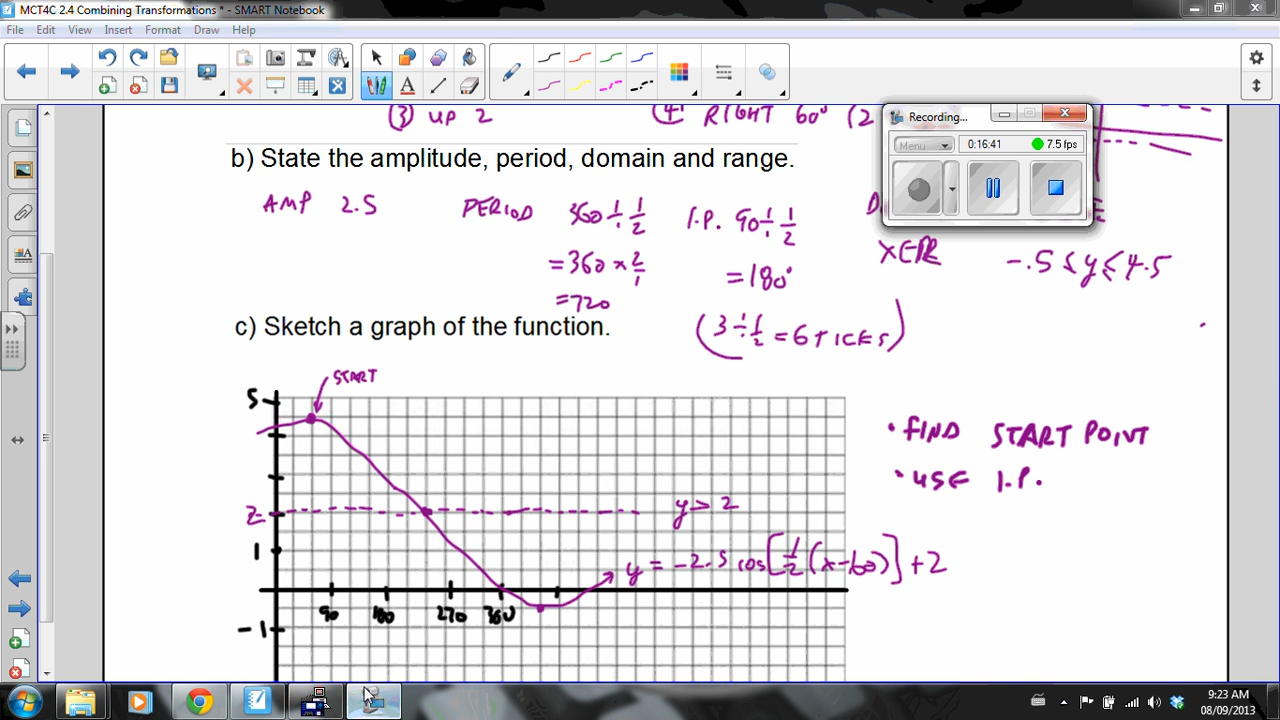 MCT4C 2.4 Combining Transformations * - SMART Notebook
File Edit View Insert Format Draw Help
③ UP 2
④ RIGHT 60° (2
Recording...
Menu
0:16:41
7.5 fps
b) State the amplitude, period, domain and range.
AMP 2.5
PERIOD 360 ÷ 1/2
= 360 × 2/1
= 720
I.P. 90 ÷ 1/2
= 180°
(3 ÷ 1/2 = 6 TICKS)
D
XER
-.5 ≤ y ≤ 4.5
c) Sketch a graph of the function.
START
5
2
1
-1
90 180 270 360
y = 2
y = -2.5 cos[1/2(x-60)]+2
• FIND START POINT
• USE I.P.
9:23 AM
08/09/2013